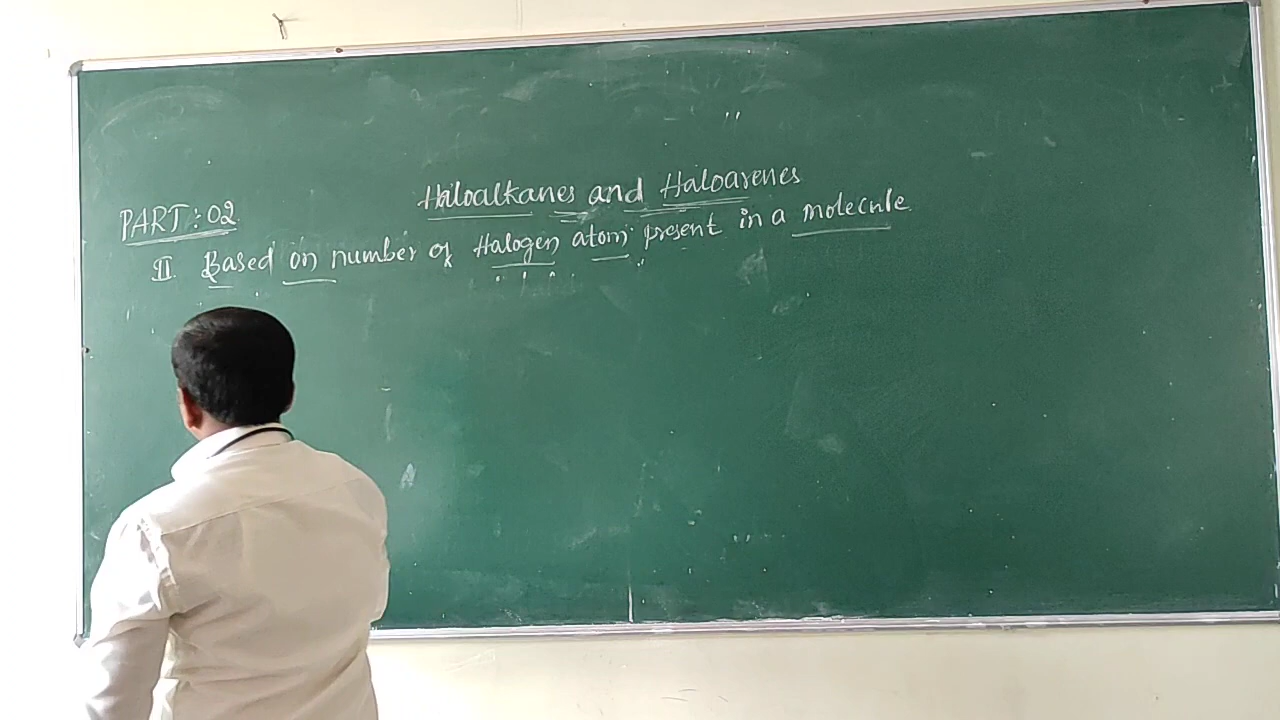 Haloalkanes and Haloarenes
PART:02
II. Based on number of Halogen atom present in a molecule